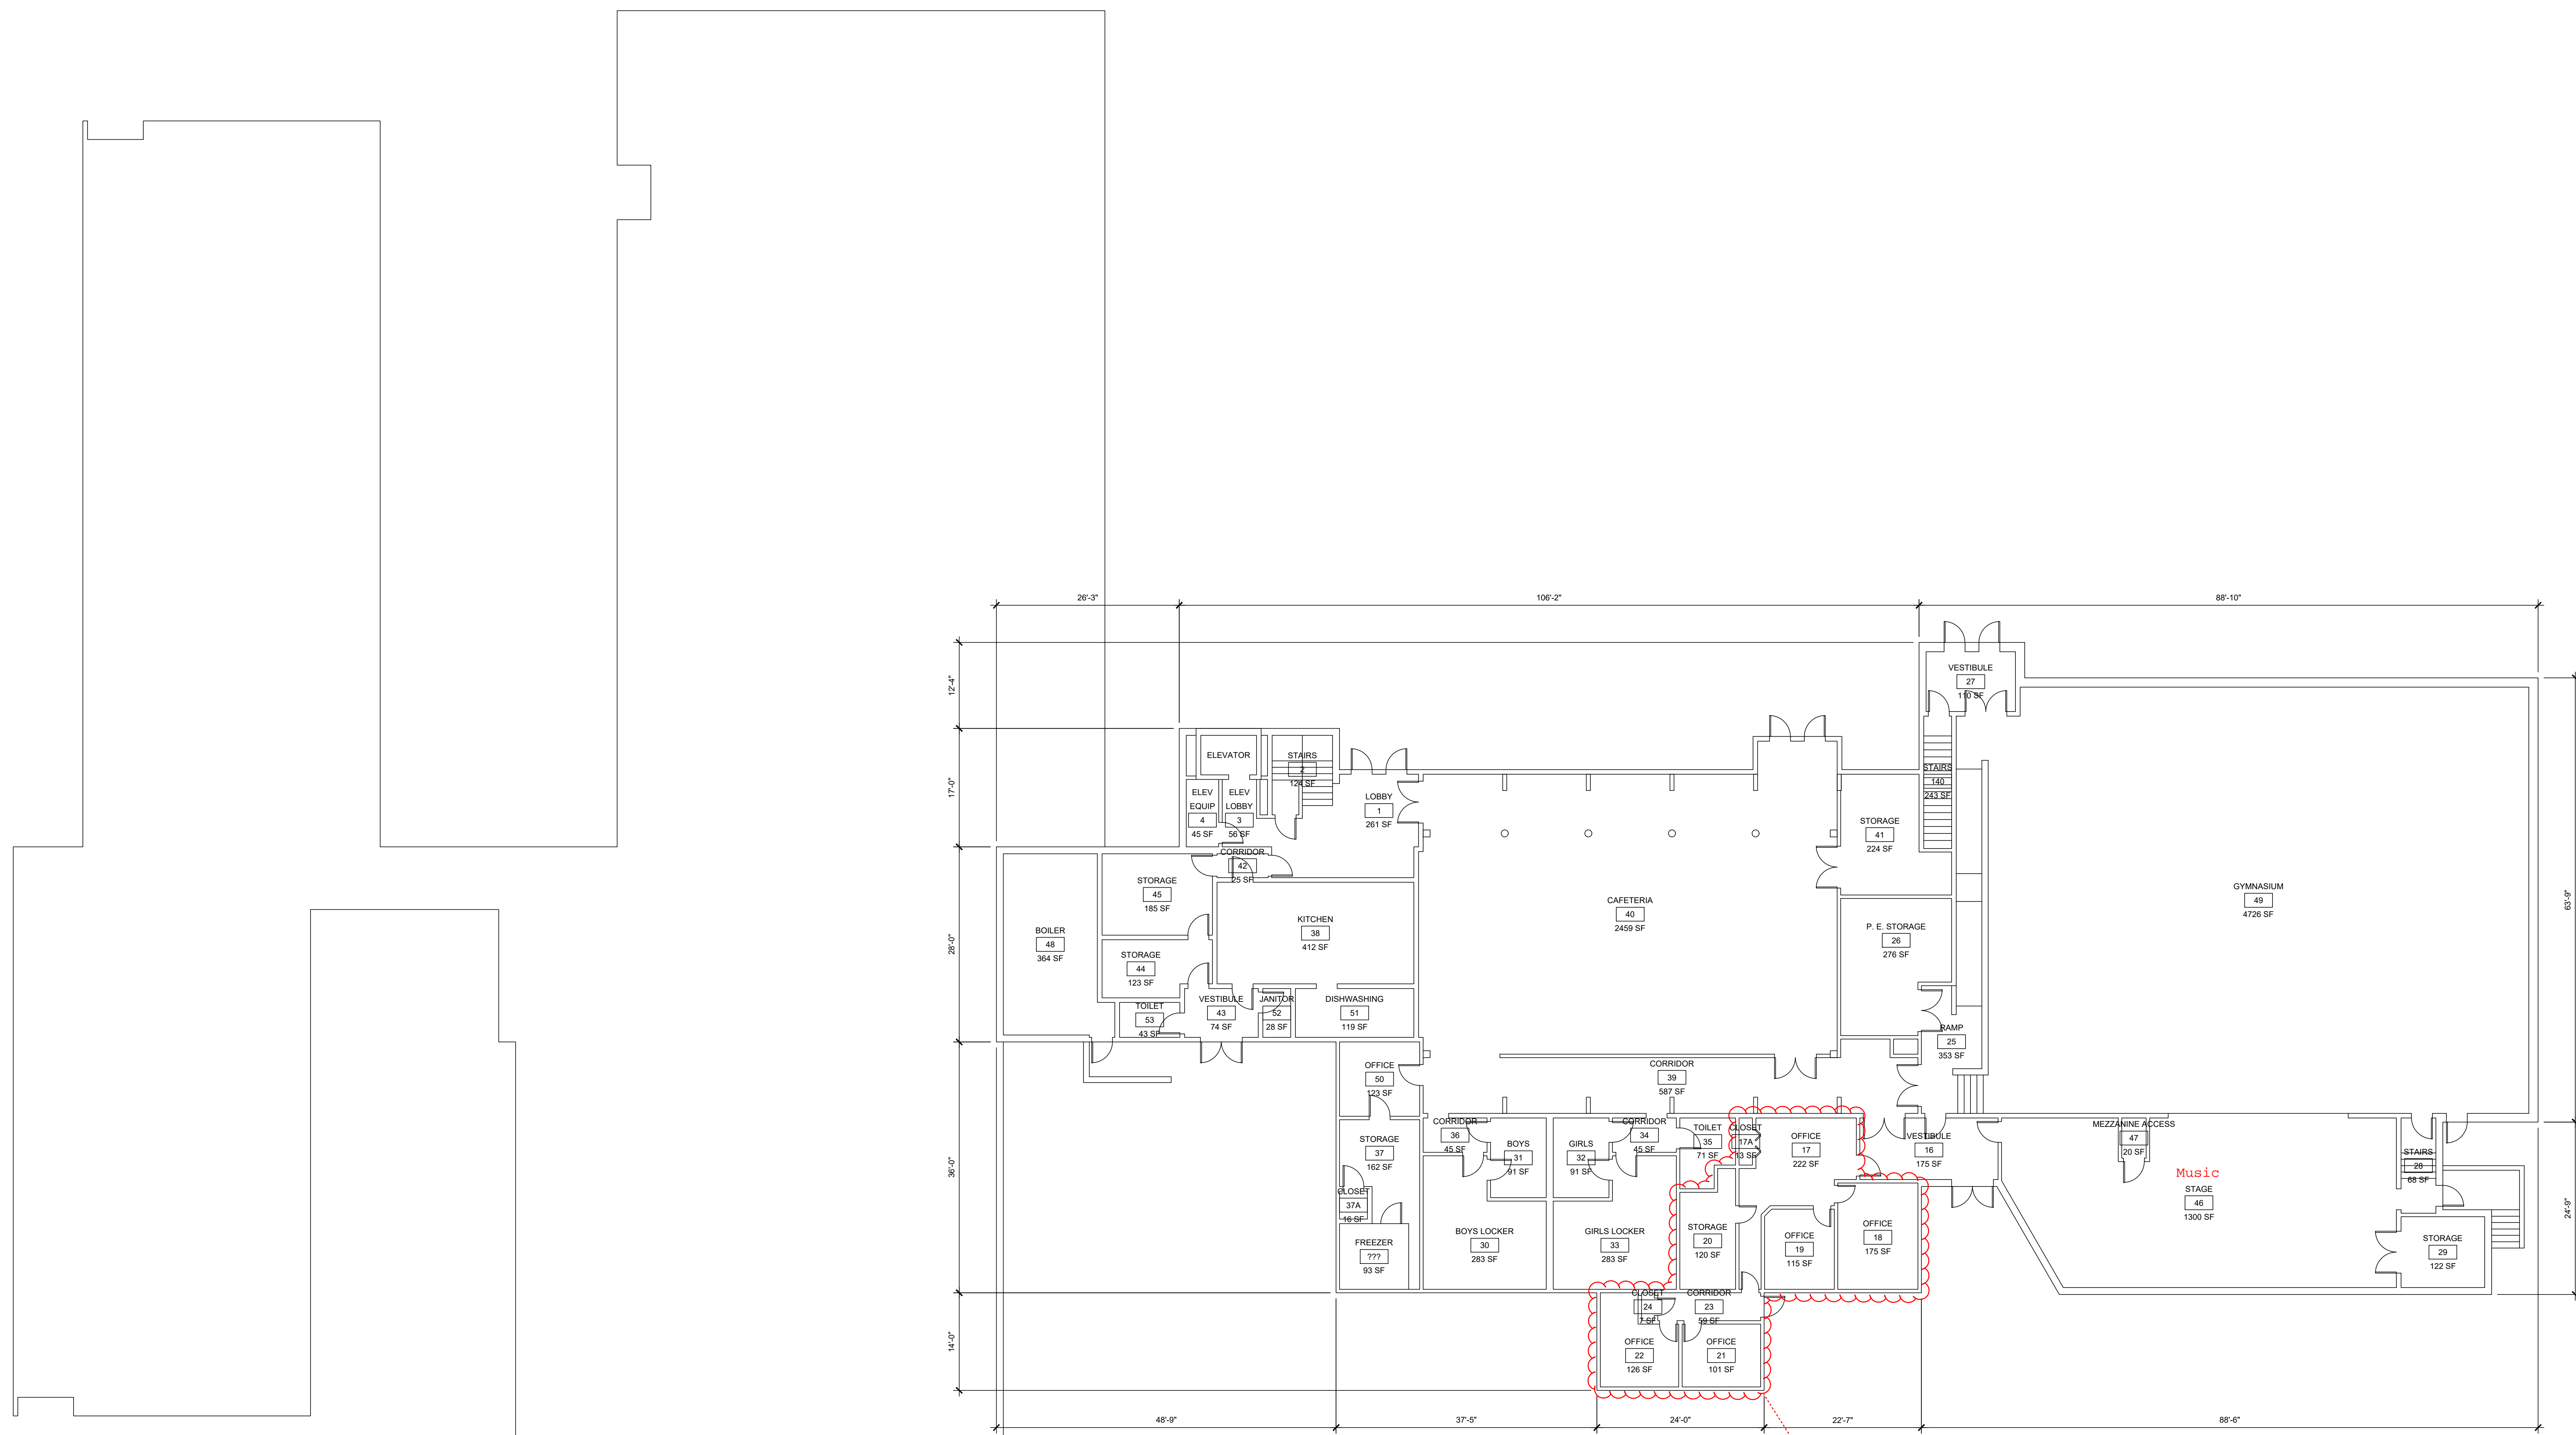 26'-3"
106'-2"
88'-10"
12'-4"
17'-0"
28'-0"
36'-0"
14'-0"
63'-9"
24'-9"
VESTIBULE
27
110 SF
ELEVATOR
STAIRS
2
124 SF
ELEV
EQUIP
4
45 SF
ELEV
LOBBY
3
56 SF
LOBBY
1
261 SF
STAIRS
140
243 SF
STORAGE
41
224 SF
CORRIDOR
42
25 SF
STORAGE
45
185 SF
KITCHEN
38
412 SF
CAFETERIA
40
2459 SF
GYMNASIUM
49
4726 SF
BOILER
48
364 SF
P. E. STORAGE
26
276 SF
STORAGE
44
123 SF
TOILET
53
43 SF
VESTIBULE
43
74 SF
JANITOR
52
28 SF
DISHWASHING
51
119 SF
RAMP
25
353 SF
OFFICE
50
123 SF
CORRIDOR
39
587 SF
CORRIDOR
36
45 SF
BOYS
31
91 SF
GIRLS
32
91 SF
CORRIDOR
34
45 SF
TOILET
35
71 SF
CLOSET
17A
13 SF
OFFICE
17
222 SF
VESTIBULE
16
175 SF
MEZZANINE ACCESS
47
20 SF
STAIRS
28
68 SF
STORAGE
37
162 SF
CLOSET
37A
16 SF
Music
STAGE
46
1300 SF
FREEZER
???
93 SF
BOYS LOCKER
30
283 SF
GIRLS LOCKER
33
283 SF
STORAGE
20
120 SF
OFFICE
19
115 SF
OFFICE
18
175 SF
STORAGE
29
122 SF
CLOSET
24
7 SF
CORRIDOR
23
59 SF
OFFICE
22
126 SF
OFFICE
21
101 SF
48'-9"
37'-5"
24'-0"
22'-7"
88'-6"